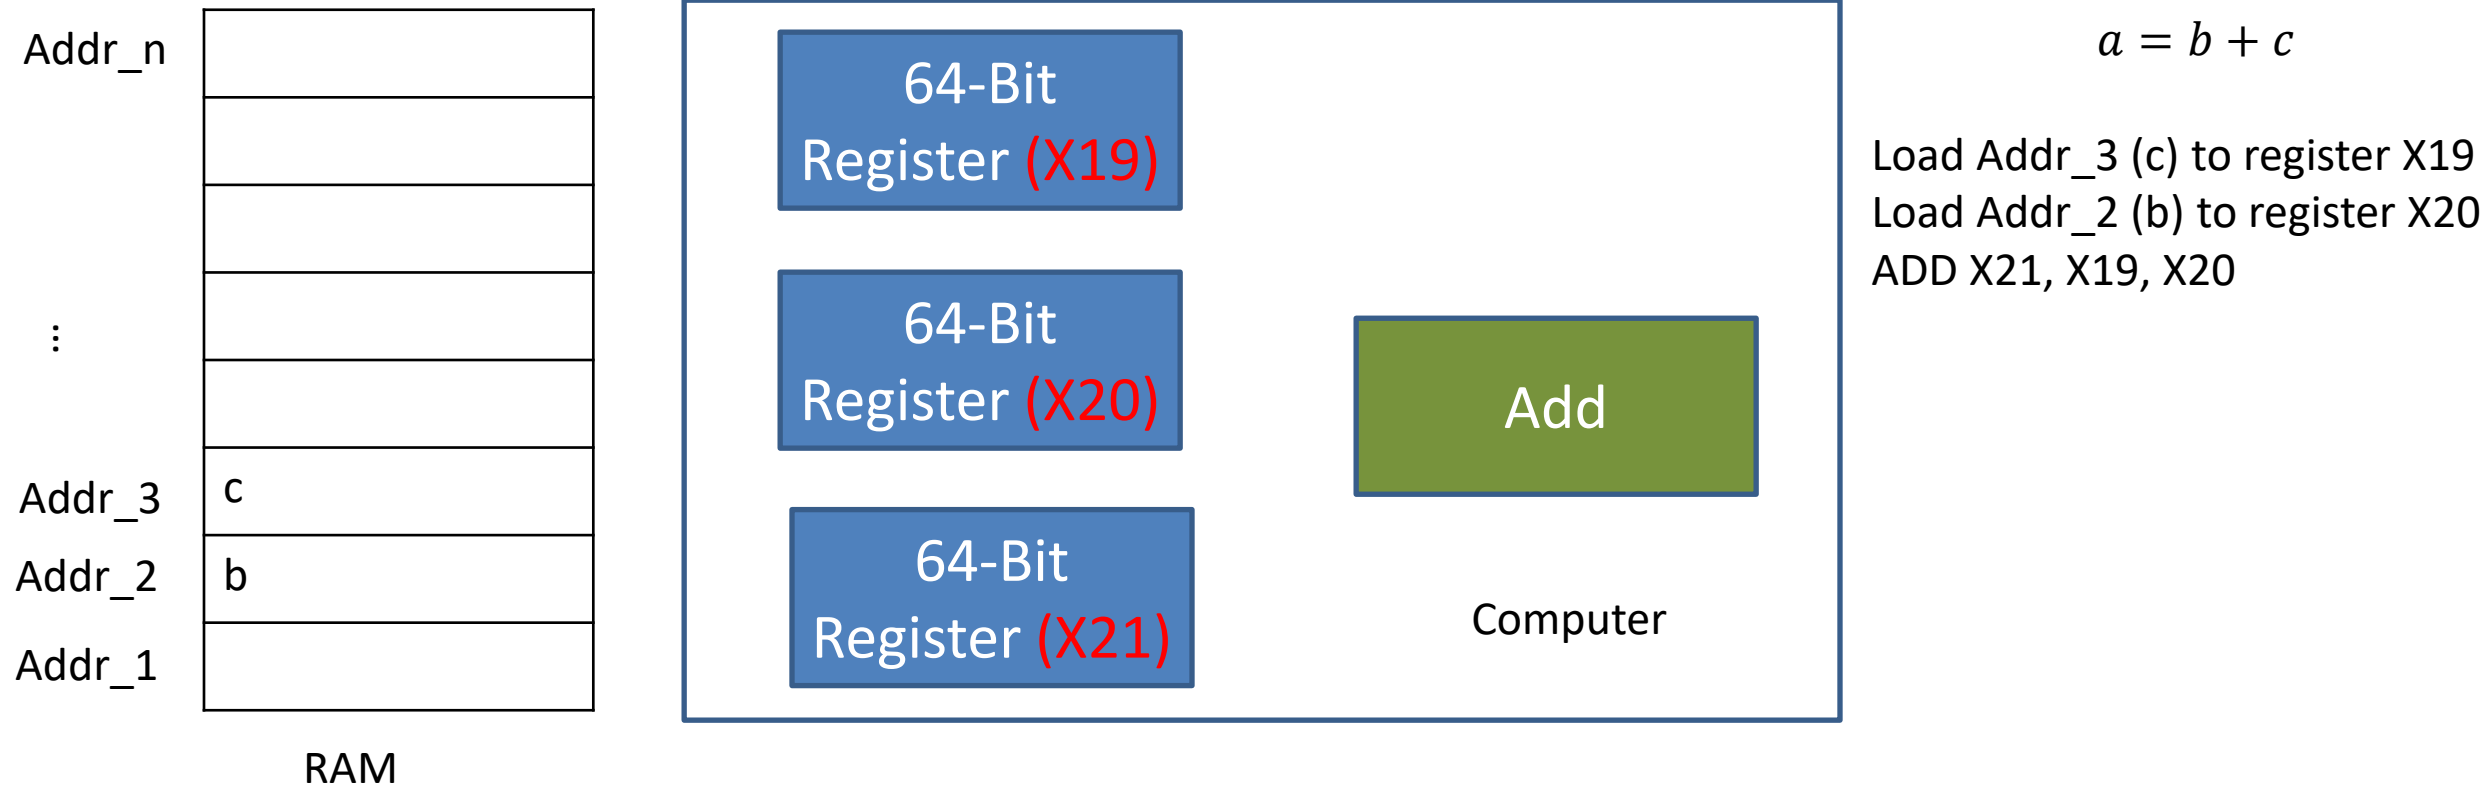 Addr_n
⋮
Addr_3
c
Addr_2
b
Addr_1
RAM
64-Bit
Register (X19)
64-Bit
Register (X20)
64-Bit
Register (X21)
Add
Computer
a = b + c
Load Addr_3 (c) to register X19
Load Addr_2 (b) to register X20
ADD X21, X19, X20